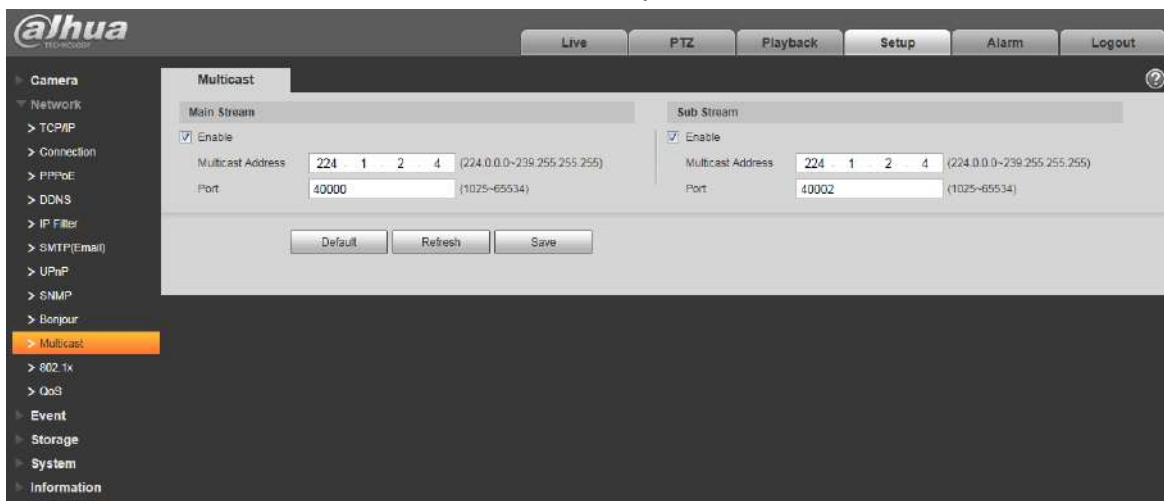 alhua
TECHNOLOGY
Live
PTZ
Playback
Setup
Alarm
Logout
Camera
Network
> TCP/IP
> Connection
> PPPoE
> DDNS
> IP Filter
> SMTP(Email)
> UPnP
> SNMP
> Bonjour
> Multicast
> 802.1x
> QoS
Event
Storage
System
Information
Multicast
?
Main Stream
Enable
Multicast Address 224 . 1 . 2 . 4 (224.0.0.0~239.255.255.255)
Port 40000 (1025~65534)
Sub Stream
Enable
Multicast Address 224 . 1 . 2 . 4 (224.0.0.0~239.255.255.255)
Port 40002 (1025~65534)
Default
Refresh
Save